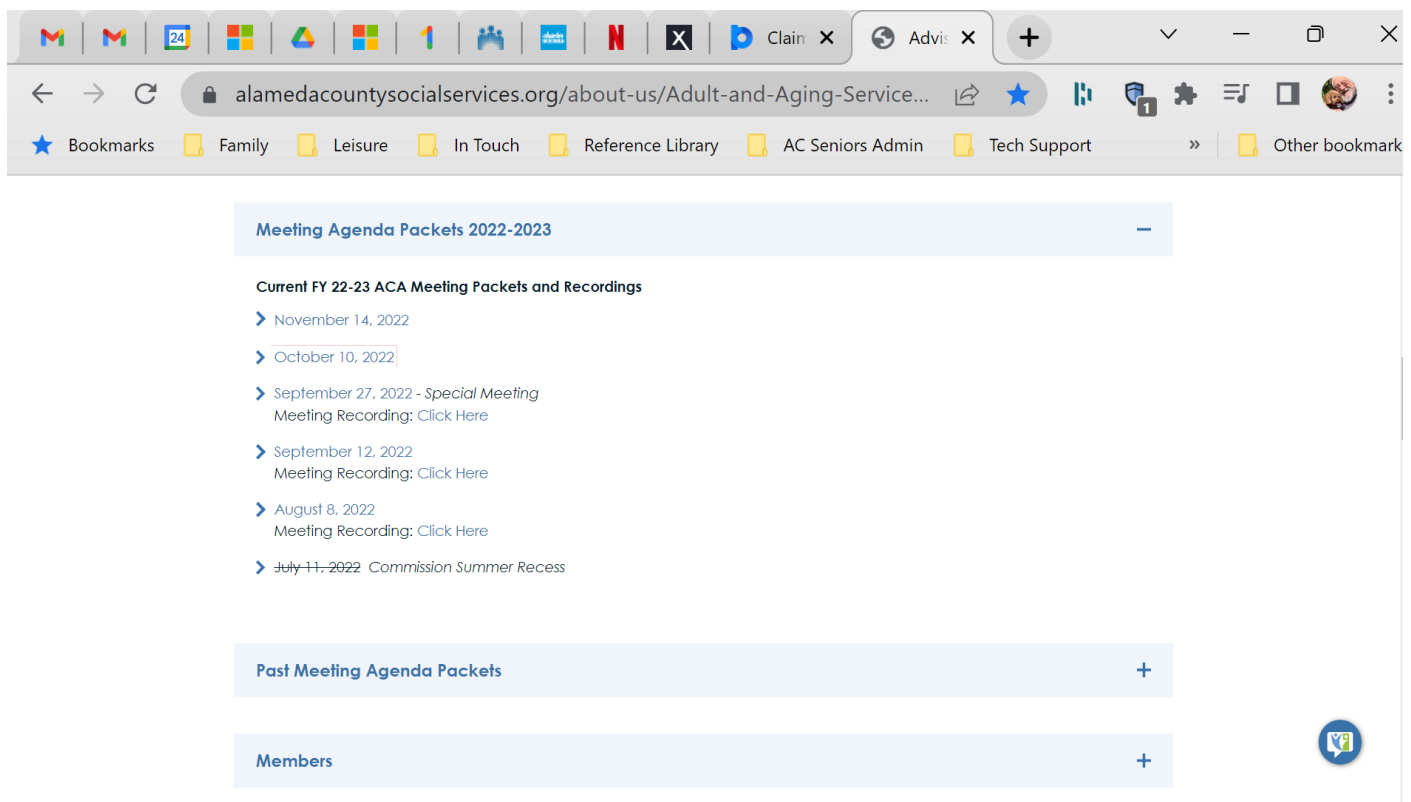 24
1
N
X
Claim
Advis
alamedacountysocialservices.org/about-us/Adult-and-Aging-Service...
1
Bookmarks
Family
Leisure
In Touch
Reference Library
AC Seniors Admin
Tech Support
»
Other bookmark
Meeting Agenda Packets 2022-2023
Current FY 22-23 ACA Meeting Packets and Recordings
November 14, 2022
October 10, 2022
September 27, 2022 - Special Meeting
Meeting Recording: Click Here
September 12, 2022
Meeting Recording: Click Here
August 8, 2022
Meeting Recording: Click Here
July 11, 2022 Commission Summer Recess
Past Meeting Agenda Packets
Members